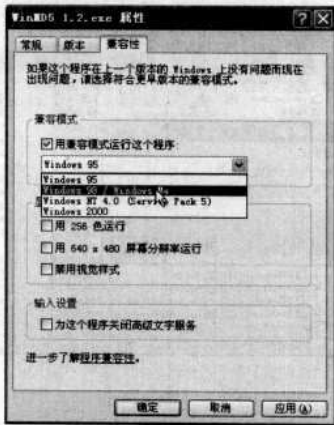 WinMD5 1.2.exe 属性
常规 版本 兼容性
如果这个程序在上一个版本的 Windows 上没有问题而现在
出现问题，请选择符合更早版本的兼容模式。
兼容模式
用兼容模式运行这个程序:
Windows 95
Windows 95
Windows 98 / Windows Me
Windows NT 4.0 (Service Pack 5)
Windows 2000
用 256 色运行
用 640 x 480 屏幕分辨率运行
禁用视觉样式
输入设置
为这个程序关闭高级文字服务
进一步了解程序兼容性。
确定 取消 应用(A)